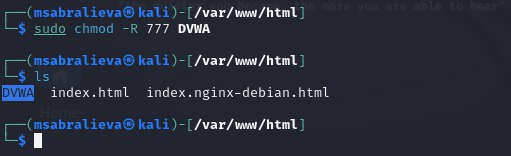 "the more you are able to hear"
┌──(msabralieva㉿kali)-[/var/www/html]
└─$ sudo chmod -R 777 DVWA
┌──(msabralieva㉿kali)-[/var/www/html]
└─$ ls
DVWA index.html index.nginx-debian.html
Home
┌──(msabralieva㉿kali)-[/var/www/html]
└─$